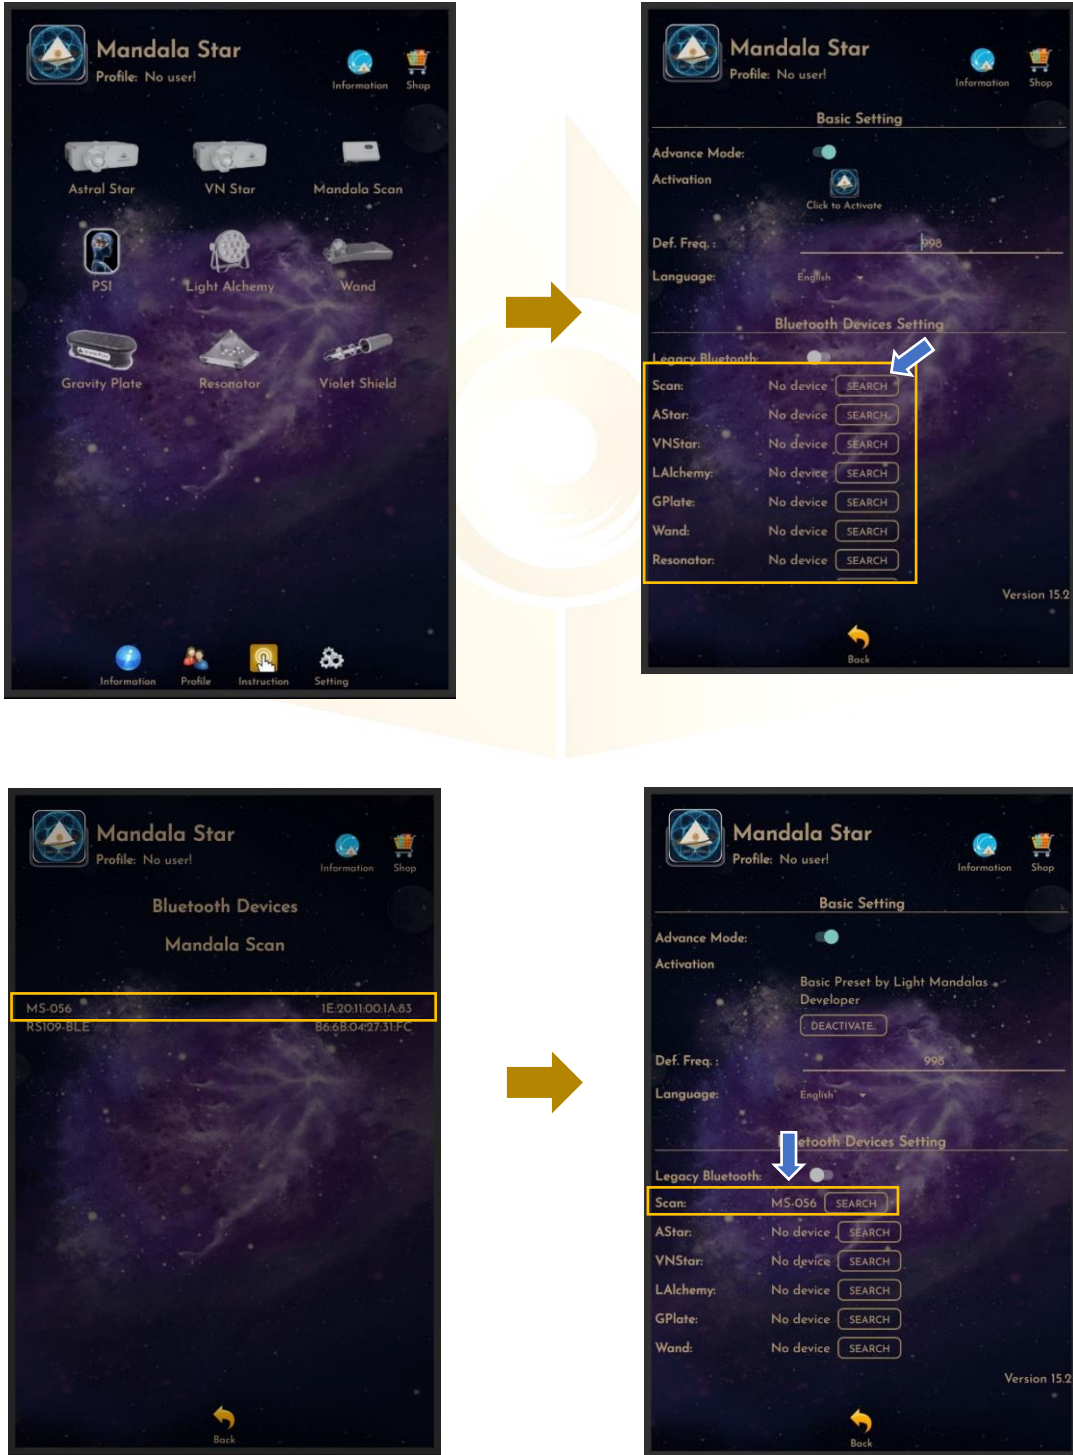 Mandala Star
Profile: No user!
Information
Shop
Astral Star
VN Star
Mandala Scan
PSI
Light Alchemy
Wand
Gravity Plate
Resonator
Violet Shield
Information
Profile
Instruction
Setting
Mandala Star
Profile: No user!
Information
Shop
Basic Setting
Advance Mode:
Activation
Click to Activate
Def. Freq. : 998
Language: English
Bluetooth Devices Setting
Legacy Bluetooth:
Scan: No device SEARCH
AStar: No device SEARCH
VNStar: No device SEARCH
LAlchemy: No device SEARCH
GPlate: No device SEARCH
Wand: No device SEARCH
Resonator: No device SEARCH
Version 15.2
Back
Mandala Star
Profile: No user!
Information
Shop
Bluetooth Devices
Mandala Scan
MS-056 1E:20:11:00:1A:83
RS109-BLE B6:6B:04:27:31:FC
Back
Mandala Star
Profile: No user!
Information
Shop
Basic Setting
Advance Mode:
Activation
Basic Preset by Light Mandalas
Developer
DEACTIVATE
Def. Freq. : 998
Language: English
etooth Devices Setting
Legacy Bluetooth:
Scan: MS-056 SEARCH
AStar: No device SEARCH
VNStar: No device SEARCH
LAlchemy: No device SEARCH
GPlate: No device SEARCH
Wand: No device SEARCH
Version 15.2
Back